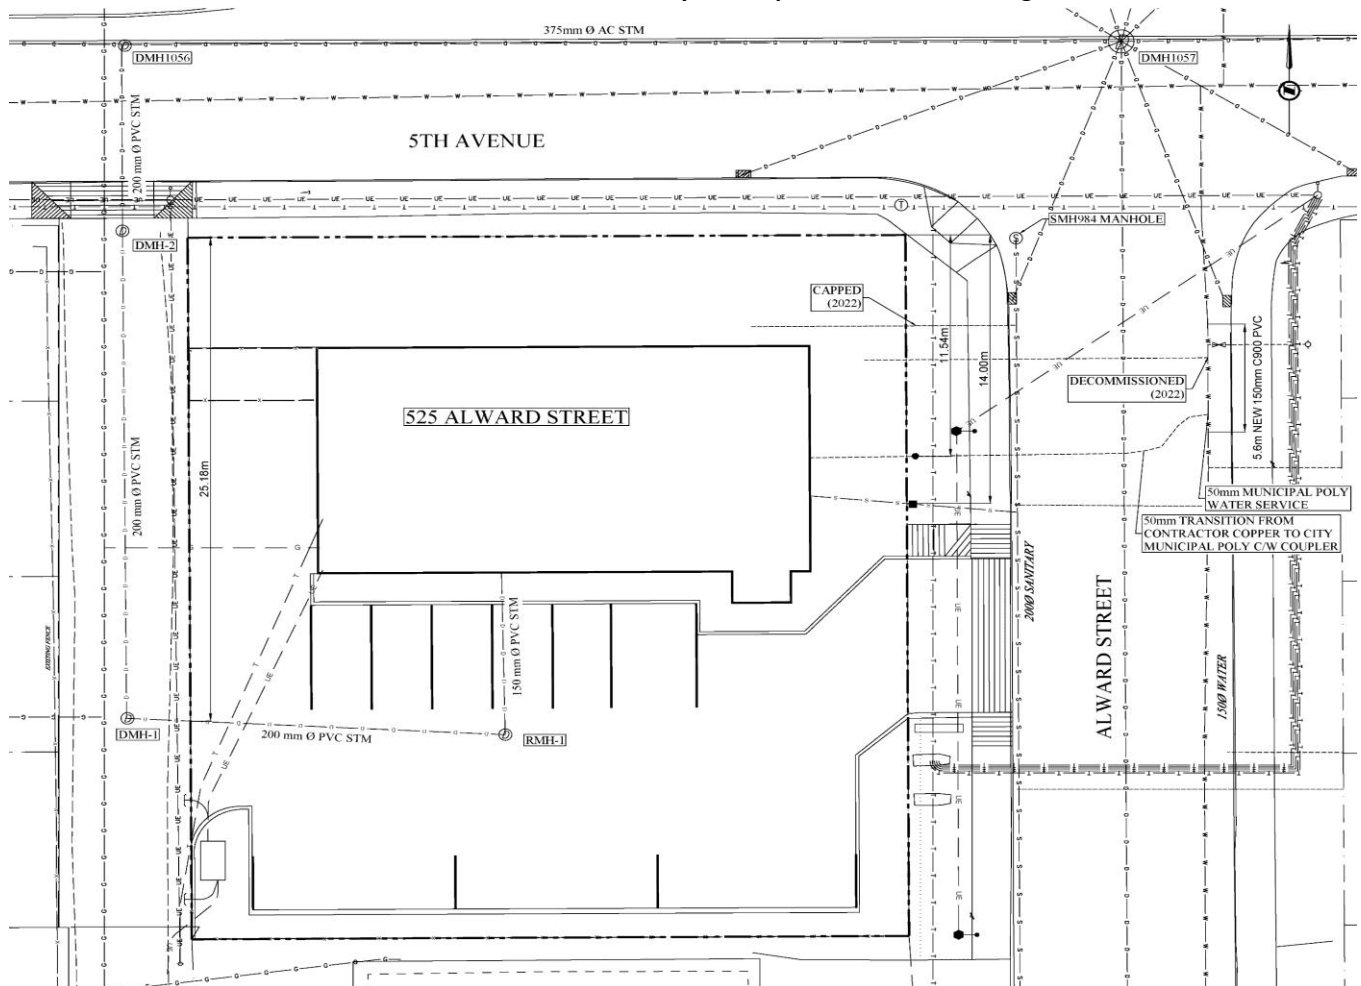 375mm Ø AC STM
DMH1056
DMH1057
200 mm Ø PVC STM
5TH AVENUE
SMH984 MANHOLE
DMH-2
CAPPED
(2022)
11.54m
14.00m
DECOMMISSIONED
(2022)
5.6m NEW 150mm C900 PVC
525 ALWARD STREET
25.18m
200 mm Ø PVC STM
50mm MUNICIPAL POLY
WATER SERVICE
50mm TRANSITION FROM
CONTRACTOR COPPER TO CITY
MUNICIPAL POLY C/W COUPLER
200Ø SANITARY
ALWARD STREET
150Ø WATER
EXISTING FENCE
150 mm Ø PVC STM
DMH-1
200 mm Ø PVC STM
RMH-1